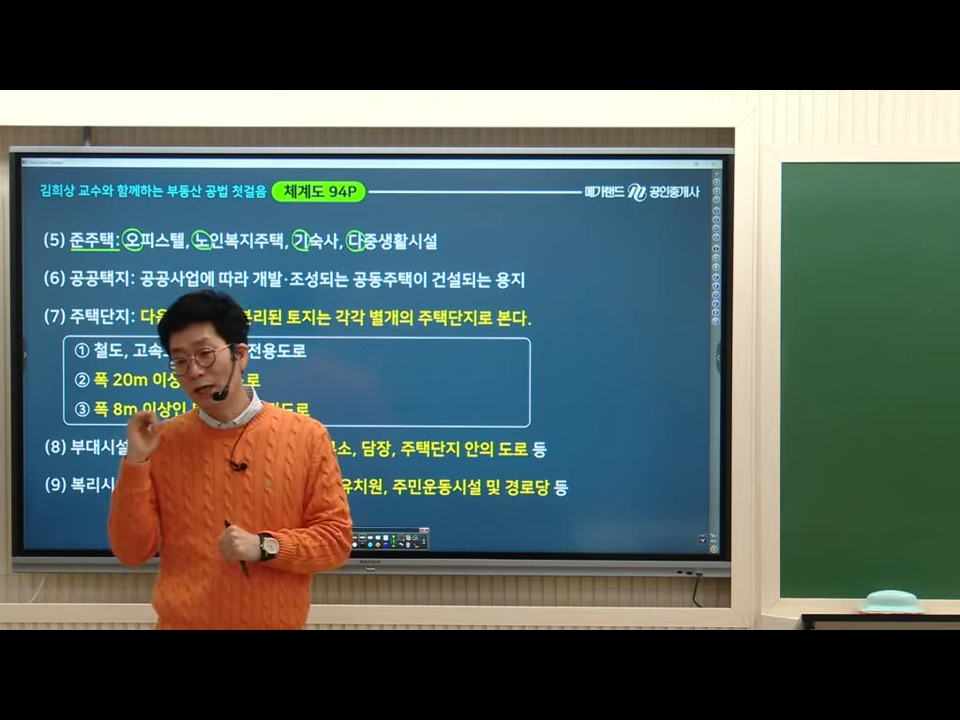 김희상 교수와 함께하는 부동산 공법 첫걸음 체계도 94P 메가랜드 공인중개사
(5) 준주택: 오피스텔, 노인복지주택, 기숙사, 다중생활시설
(6) 공공택지: 공공사업에 따라 개발·조성되는 공동주택이 건설되는 용지
(7) 주택단지: 다음 분리된 토지는 각각 별개의 주택단지로 본다.
① 철도, 고속도 전용도로
② 폭 20m 이상 도로
③ 폭 8m 이상인 도로
(8) 부대시설 담장, 주택단지 안의 도로 등
(9) 복리시 유치원, 주민운동시설 및 경로당 등